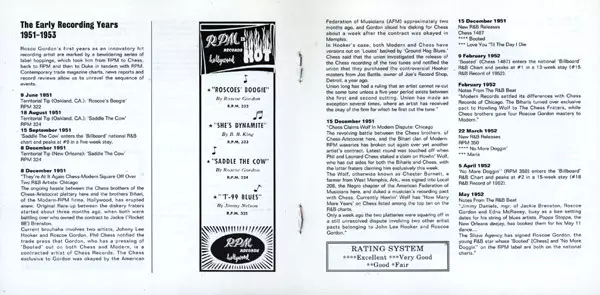 The Early Recording Years
1951-1953
Rosco Gordon's first years as an innovatory hit
recording artist are marked by a bewildering series of
label hoppings, which took him from RPM to Chess,
back to RPM and then to Duke in tandem with RPM.
Contemporary trade magazine charts, news reports and
record reviews allow us to unravel the sequence of
events.
9 June 1951
Territorial Tip (Oakland, CA.): 'Roscoe's Boogie'
RPM 322
18 August 1951
Territorial Tip (Oakland, CA.): 'Saddle The Cow'
RPM 324
15 September 1951
'Saddle The Cow' enters the 'Billboard' national R&B
chart and peaks at #9 in a five week stay.
8 December 1951
Territorial Tip (New Orleans): 'Saddle The Cow'
RPM 324
8 December 1951
"They're At It Again: Chess-Modern Square Off Over
Two R&B Artists: Chicago
The ongoing hassle between the Chess brothers of the
Chess-Aristocrat diskettery here and the brothers Bihari,
of the Modern-RPM firms, Hollywood, has erupted
anew. Original flare-up between the diskery freres
started about three months ago, when both were
battling over who owned the contract to Jackie ("Rocket
88") Brenston.
Current brouhaha involves two artists, Johnny Lee
Hooker and Roscoe Gordon. Phil Chess notified the
trade press that Gordon, who has a pressing of
"Booted" out on both Chess and Modern, is a
contracted artist of Chess Records. The Chess
exclusive to Gordon was okayed by the American
RPM
RECORDS
hollywood
HOT
9 FEBRUARY 1952
"ROSCOES' BOOGIE"
By Roscoe Gordon
R.P.M. 322
"SHE'S DYNAMITE"
By B. B. King
R.P.M. 323
"SADDLE THE COW"
By Roscoe Gordon
R.P.M. 324
"T-99 BLUES"
By Jimmy Nelson
R.P.M. 325
RPM
RECORDS
hollywood
Federation of Musicians (AFM) approximately two
months ago, and Gordon sliced his disking for Chess
about a week after the contract was okayed in
Memphis.
In Hooker's case, both Modern and Chess have
versions out on 'Louise' backed by 'Ground Hog Blues.'
Chess said that the union investigated the release of
the Chess recording of the two tunes and notified the
union that they purchased the controversial Hooker
masters from Joe Battle, owner of Joe's Record Shop,
Detroit, a year ago.
Union long has had a ruling that an artist cannot re-cut
the same tune unless a five year period exists between
the first and second cutting. Union has made an
exception several times, where an artist has received
the okay of the firm for which he first cut the tune."
15 December 1951
"Chess Claims Wolf In Modern Dispute: Chicago
The revolving battle between the Chess brothers, of
Chess-Aristocrat here, and the Bihari clan of Modern-
RPM waxeries has broken out again over yet another
artist's contract. Latest round was touched off when
Phil and Leonard Chess staked a claim on Howlin' Wolf,
who has cut sides for both the Biharis and Chess, with
the latter fraters claiming him exclusively this week.
The Wolf, otherwise known as Chester Burnett, a
farmer from West Memphis, Ark., was signed into Local
208, the Negro chapter of the American Federation of
Musicians here, and duked a musician's recording pact
with Chess. Currently Howlin' Wolf has "How Many
More Years" on Chess listed among the top ten on the
R&B charts.
Only a week ago the two platteries were squaring off in
a still unresolved dispute involving two other artist
pacts belonging to John Lee Hooker and Roscoe
Gordon."
RATING SYSTEM
****Excellent ***Very Good
**Good *Fair
15 December 1951
New R&B Releases
Chess 1487
**** Booted
*** Love You 'Til The Day I Die
9 February 1952
"Booted" (Chess 1487) enters the national 'Billboard'
R&B Chart and peaks at #1 in a 13-week stay (#15
R&B Record of 1952).
February 1952
Notes From The R&B Beat
"Modern Records settled its differences with Chess
Records of Chicago. The Biharis turned over exclusive
pact to Howling Wolf to The Chess Fraters, while
Chess brothers gave four Roscoe Gordon masters to
Modern."
22 March 1952
New R&B Releases
RPM 350
**** No More Doggin'
*** Maria
5 April 1952
'No More Doggin'' (RPM 350) enters the 'Billboard'
R&B Chart and peaks at #2 in a 13-week stay (#18
R&B Record of 1952).
May 1952
Notes From The R&B Beat
"Jimmy Daniels, mgr. of Jackie Brenston, Roscoe
Gordon and Edna McRaney, busy as a bee setting
dates for his string of blues artists. Poppa Stoppa, the
New Orleans deejay, has booked them for his May 11
dance....
The Shaw Agency has signed Roscoe Gordon, the
young R&B star whose 'Booted' [Chess] and 'No More
Doggin'' on the RPM label are both on the national
charts."